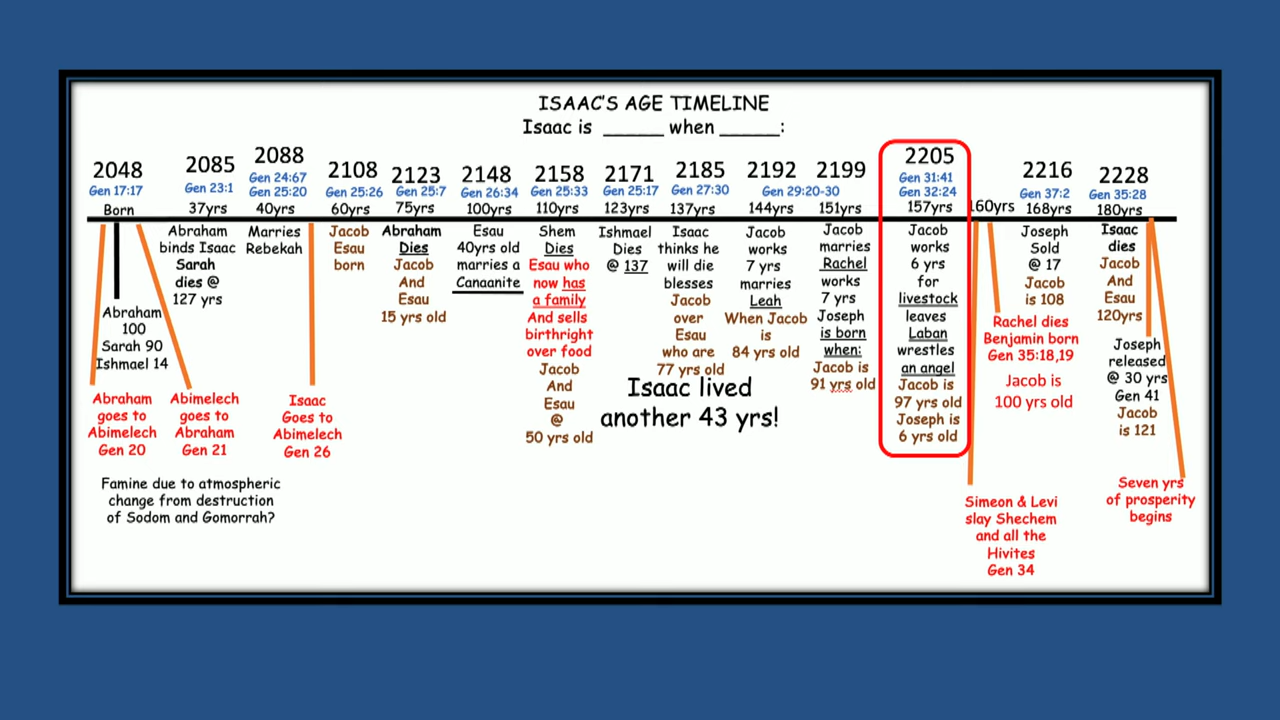 ISAAC'S AGE TIMELINE
Isaac is _____ when _____:
2048
Gen 17:17
Born
Abraham
100
Sarah 90
Ishmael 14
Abraham
goes to
Abimelech
Gen 20
Abimelech
goes to
Abraham
Gen 21
Famine due to atmospheric
change from destruction
of Sodom and Gomorrah?
2085
Gen 23:1
37yrs
Abraham
binds Isaac
Sarah
dies @
127 yrs
2088
Gen 24:67
Gen 25:20
40yrs
Marries
Rebekah
Isaac
Goes to
Abimelech
Gen 26
2108
Gen 25:26
60yrs
Jacob
Esau
born
2123
Gen 25:7
75yrs
Abraham
Dies
Jacob
And
Esau
15 yrs old
2148
Gen 26:34
100yrs
Esau
40yrs old
marries a
Canaanite
2158
Gen 25:33
110yrs
Shem
Dies
Esau who
now has
a family
And sells
birthright
over food
Jacob
And
Esau
@
50 yrs old
2171
Gen 25:17
123yrs
Ishmael
Dies
@ 137
2185
Gen 27:30
137yrs
Isaac
thinks he
will die
blesses
Jacob
over
Esau
who are
77 yrs old
Isaac lived
another 43 yrs!
2192
Gen 29:20-30
144yrs
Jacob
works
7 yrs
marries
Leah
When Jacob
is
84 yrs old
2199
151yrs
Jacob
marries
Rachel
works
7 yrs
Joseph
is born
when:
Jacob is
91 yrs old
2205
Gen 31:41
Gen 32:24
157yrs
Jacob
works
6 yrs
for
livestock
leaves
Laban
wrestles
an angel
Jacob is
97 yrs old
Joseph is
6 yrs old
160yrs
Rachel dies
Benjamin born
Gen 35:18,19
Jacob is
100 yrs old
Simeon & Levi
slay Shechem
and all the
Hivites
Gen 34
2216
Gen 37:2
168yrs
Joseph
Sold
@ 17
Jacob
is 108
2228
Gen 35:28
180yrs
Isaac
dies
Jacob
And
Esau
120yrs
Joseph
released
@ 30 yrs
Gen 41
Jacob
is 121
Seven yrs
of prosperity
begins